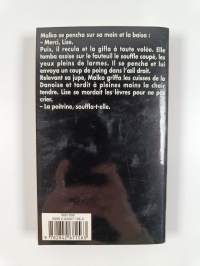 Malko se pencha sur sa main et la baisa :
– Merci, Lise.
Puis, il recula et la gifla à toute volée. Elle
tomba assise sur le fauteuil le souffle coupé, les
yeux pleins de larmes. Il se pencha et lui
envoya un coup de poing dans l'œil droit.
Relevant sa jupe, Malko griffa les cuisses de la
Danoise et tordit à pleines mains la chair
tendre. Lise se mordait les lèvres pour ne pas
crier.
– La poitrine, souffla-t-elle.